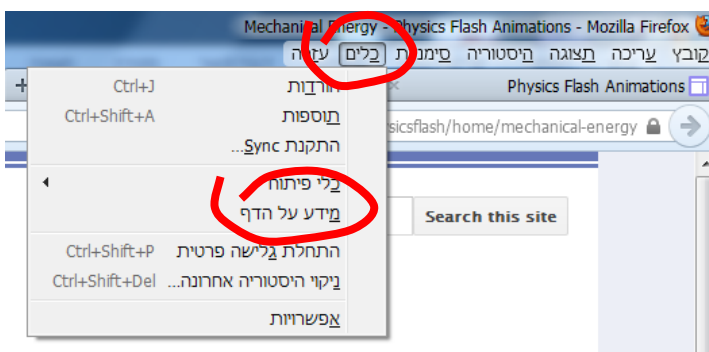 Mechanical Energy - Physics Flash Animations - Mozilla Firefox
קובץ עריכה תצוגה היסטוריה סימניות כלים עזרה
Physics Flash Animations
sicsflash/home/mechanical-energy
הורדות Ctrl+J
תוספות Ctrl+Shift+A
התקנת Sync...
כלי פיתוח
מידע על הדף
Search this site
התחלת גלישה פרטית Ctrl+Shift+P
ניקוי היסטוריה אחרונה... Ctrl+Shift+Del
אפשרויות